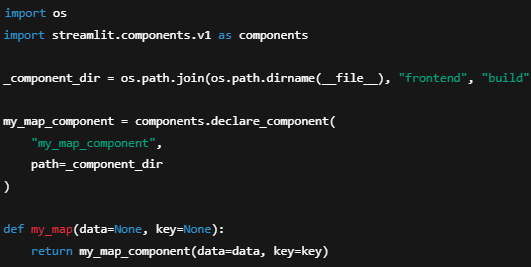 import os
import streamlit.components.v1 as components
_component_dir = os.path.join(os.path.dirname(__file__), "frontend", "build"
my_map_component = components.declare_component(
    "my_map_component",
    path=_component_dir
)
def my_map(data=None, key=None):
    return my_map_component(data=data, key=key)